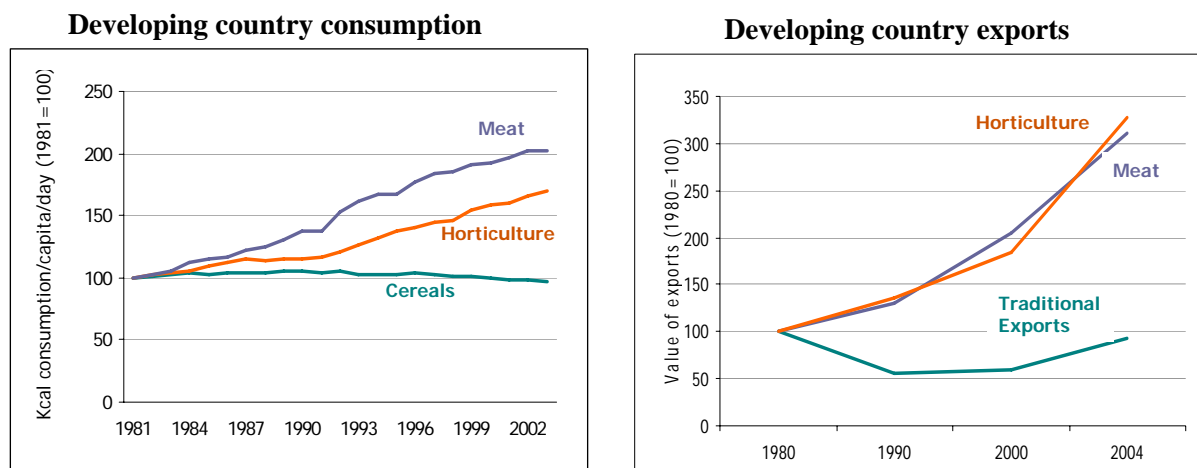 Developing country consumption
Kcal consumption/capita/day (1981=100)
250
200
150
100
50
0
Meat
Horticulture
Cereals
1981 1984 1987 1990 1993 1996 1999 2002
Developing country exports
Value of exports (1980=100)
350
300
250
200
150
100
50
0
Horticulture
Meat
Traditional
Exports
1980 1990 2000 2004